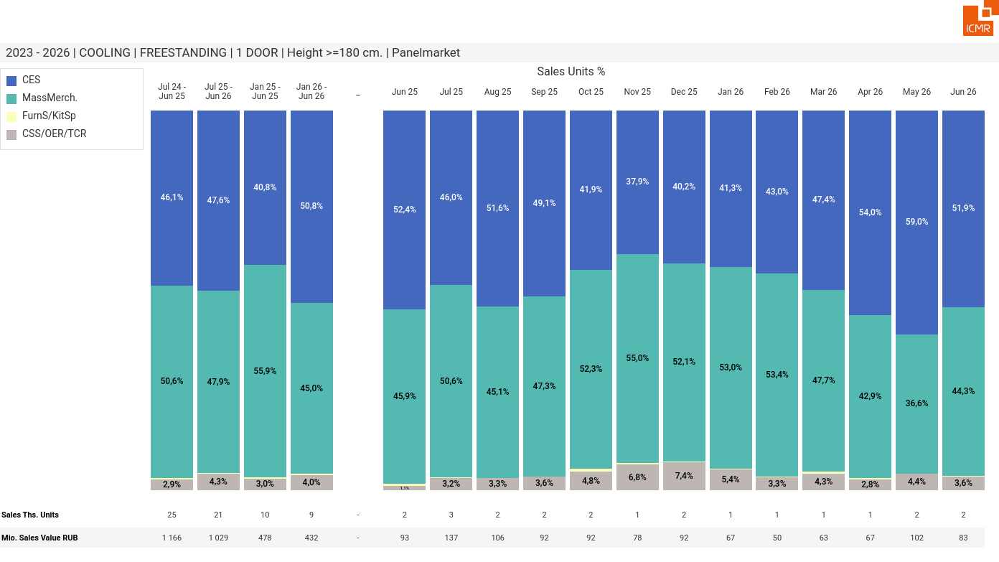 ICMR
2023 - 2026 | COOLING | FREESTANDING | 1 DOOR | Height >=180 cm. | Panelmarket
Sales Units %
CES
MassMerch.
FurnS/KitSp
CSS/OER/TCR
Jul 24 - Jul 25 - Jan 25 - Jan 26 -
Jun 25 Jun 26 Jun 25 Jun 26 – Jun 25 Jul 25 Aug 25 Sep 25 Oct 25 Nov 25 Dec 25 Jan 26 Feb 26 Mar 26 Apr 26 May 26 Jun 26
46,1% 47,6% 40,8% 50,8% 52,4% 46,0% 51,6% 49,1% 41,9% 37,9% 40,2% 41,3% 43,0% 47,4% 54,0% 59,0% 51,9%
50,6% 47,9% 55,9% 45,0% 45,9% 50,6% 45,1% 47,3% 52,3% 55,0% 52,1% 53,0% 53,4% 47,7% 42,9% 36,6% 44,3%
2,9% 4,3% 3,0% 4,0% 1,1% 3,2% 3,3% 3,6% 4,8% 6,8% 7,4% 5,4% 3,3% 4,3% 2,8% 4,4% 3,6%
Sales Ths. Units 25 21 10 9 - 2 3 2 2 2 1 2 1 1 1 1 2 2
Mio. Sales Value RUB 1 166 1 029 478 432 - 93 137 106 92 92 78 92 67 50 63 67 102 83